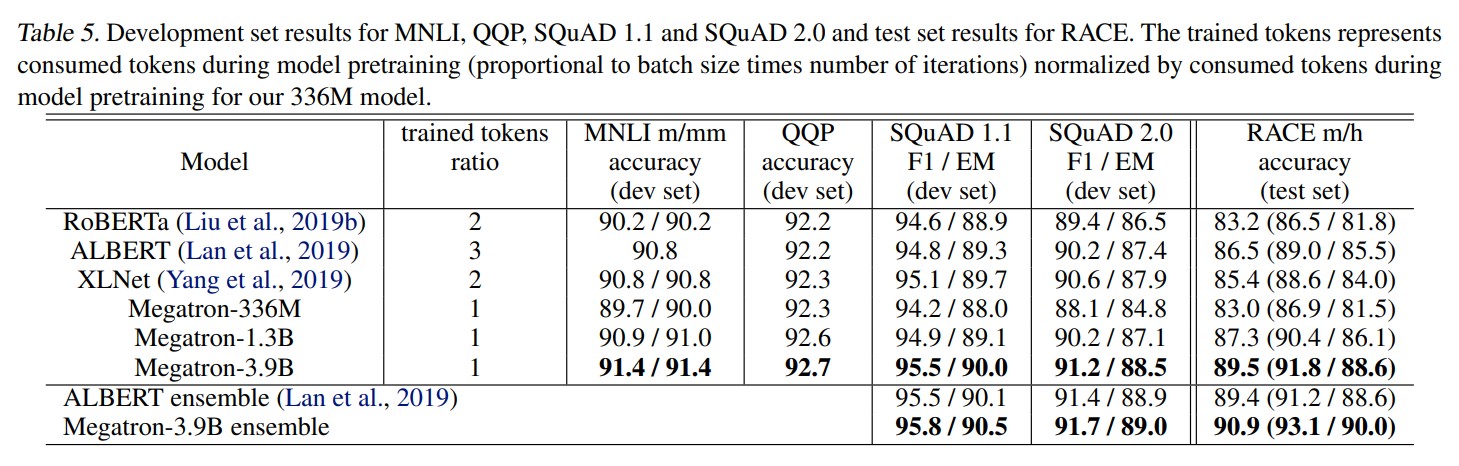 Table 5. Development set results for MNLI, QQP, SQuAD 1.1 and SQuAD 2.0 and test set results for RACE. The trained tokens represents
consumed tokens during model pretraining (proportional to batch size times number of iterations) normalized by consumed tokens during
model pretraining for our 336M model.
trained tokens MNLI m/mm QQP SQuAD 1.1 SQuAD 2.0 RACE m/h
Model ratio accuracy accuracy F1 / EM F1 / EM accuracy
(dev set) (dev set) (dev set) (dev set) (test set)
RoBERTa (Liu et al., 2019b) 2 90.2 / 90.2 92.2 94.6 / 88.9 89.4 / 86.5 83.2 (86.5 / 81.8)
ALBERT (Lan et al., 2019) 3 90.8 92.2 94.8 / 89.3 90.2 / 87.4 86.5 (89.0 / 85.5)
XLNet (Yang et al., 2019) 2 90.8 / 90.8 92.3 95.1 / 89.7 90.6 / 87.9 85.4 (88.6 / 84.0)
Megatron-336M 1 89.7 / 90.0 92.3 94.2 / 88.0 88.1 / 84.8 83.0 (86.9 / 81.5)
Megatron-1.3B 1 90.9 / 91.0 92.6 94.9 / 89.1 90.2 / 87.1 87.3 (90.4 / 86.1)
Megatron-3.9B 1 91.4 / 91.4 92.7 95.5 / 90.0 91.2 / 88.5 89.5 (91.8 / 88.6)
ALBERT ensemble (Lan et al., 2019) 95.5 / 90.1 91.4 / 88.9 89.4 (91.2 / 88.6)
Megatron-3.9B ensemble 95.8 / 90.5 91.7 / 89.0 90.9 (93.1 / 90.0)